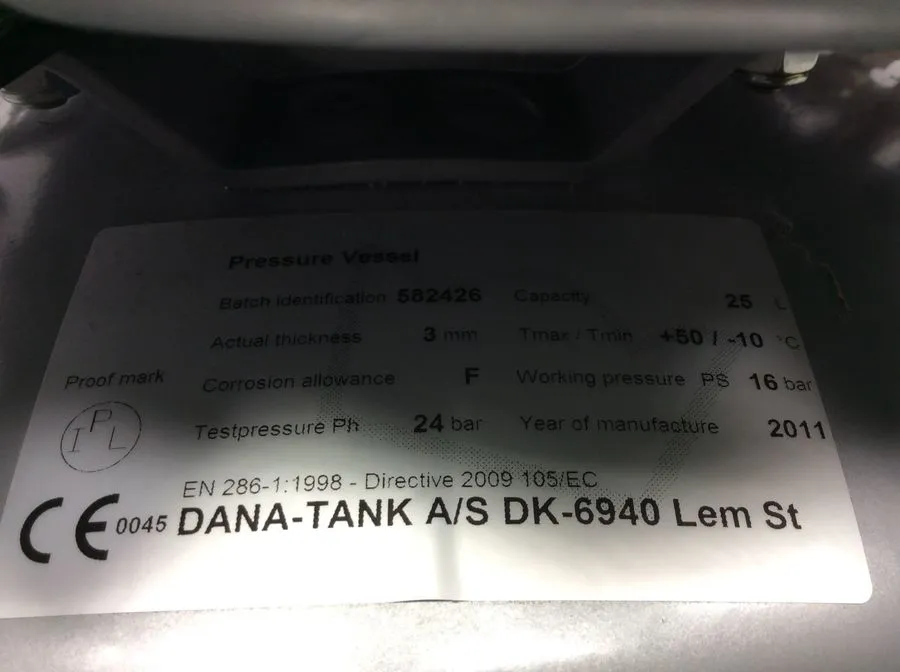 Pressure Vessel
Batch identification 582426 Capacity 25 L
Actual thickness 3 mm Tmax / Tmin +50 / -10 °C
Proof mark Corrosion allowance F Working pressure PS 16 bar
IPL Testpressure Ph 24 bar Year of manufacture 2011
EN 286-1:1998 - Directive 2009 105/EC
CE 0045 DANA-TANK A/S DK-6940 Lem St